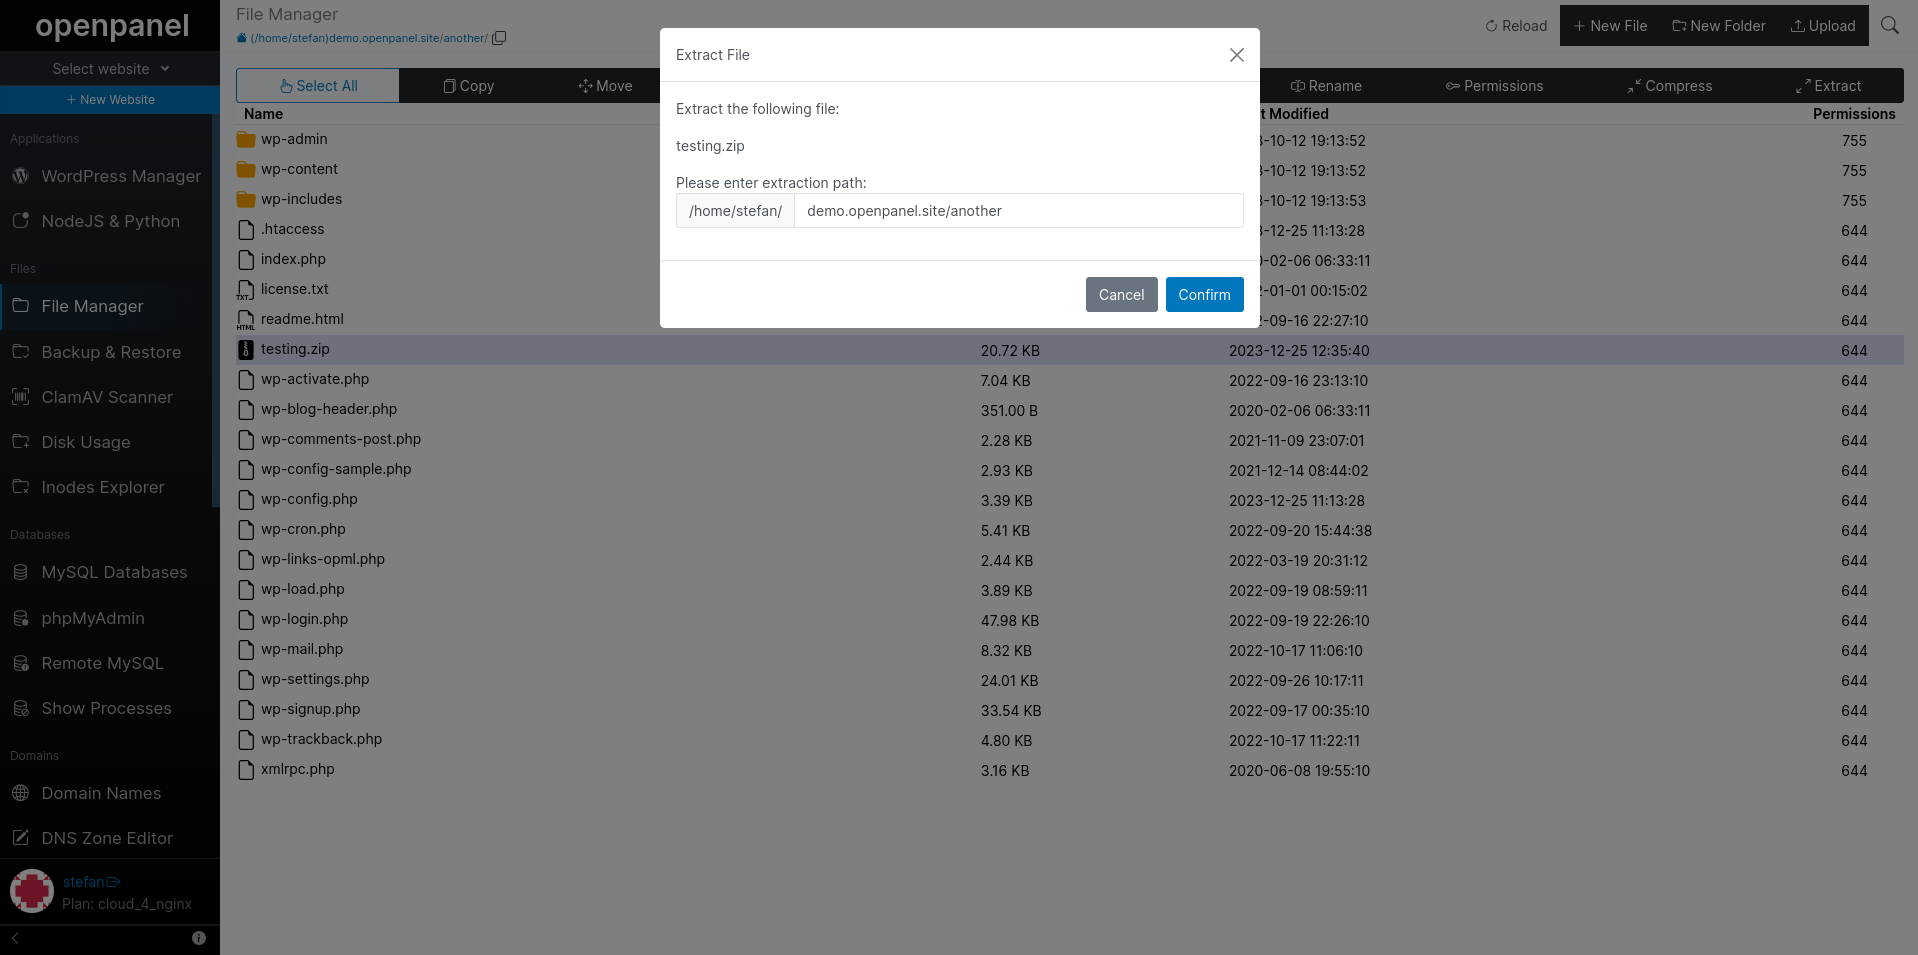 openpanel
Select website
+ New Website
Applications
WordPress Manager
NodeJS & Python
Files
File Manager
Backup & Restore
ClamAV Scanner
Disk Usage
Inodes Explorer
Databases
MySQL Databases
phpMyAdmin
Remote MySQL
Show Processes
Domains
Domain Names
DNS Zone Editor
stefan
Plan: cloud_4_nginx
File Manager
(/home/stefan)demo.openpanel.site/another/
Reload
+ New File
New Folder
Upload
Select All
Copy
Move
Rename
Permissions
Compress
Extract
Name
t Modified
Permissions
wp-admin
3-10-12 19:13:52
755
wp-content
3-10-12 19:13:52
755
wp-includes
3-10-12 19:13:53
755
.htaccess
3-12-25 11:13:28
644
index.php
0-02-06 06:33:11
644
license.txt
2-01-01 00:15:02
644
readme.html
2-09-16 22:27:10
644
testing.zip 20.72 KB 2023-12-25 12:35:40 644
wp-activate.php 7.04 KB 2022-09-16 23:13:10 644
wp-blog-header.php 351.00 B 2020-02-06 06:33:11 644
wp-comments-post.php 2.28 KB 2021-11-09 23:07:01 644
wp-config-sample.php 2.93 KB 2021-12-14 08:44:02 644
wp-config.php 3.39 KB 2023-12-25 11:13:28 644
wp-cron.php 5.41 KB 2022-09-20 15:44:38 644
wp-links-opml.php 2.44 KB 2022-03-19 20:31:12 644
wp-load.php 3.89 KB 2022-09-19 08:59:11 644
wp-login.php 47.98 KB 2022-09-19 22:26:10 644
wp-mail.php 8.32 KB 2022-10-17 11:06:10 644
wp-settings.php 24.01 KB 2022-09-26 10:17:11 644
wp-signup.php 33.54 KB 2022-09-17 00:35:10 644
wp-trackback.php 4.80 KB 2022-10-17 11:22:11 644
xmlrpc.php 3.16 KB 2020-06-08 19:55:10 644
Extract File
Extract the following file:
testing.zip
Please enter extraction path:
/home/stefan/ demo.openpanel.site/another
Cancel
Confirm